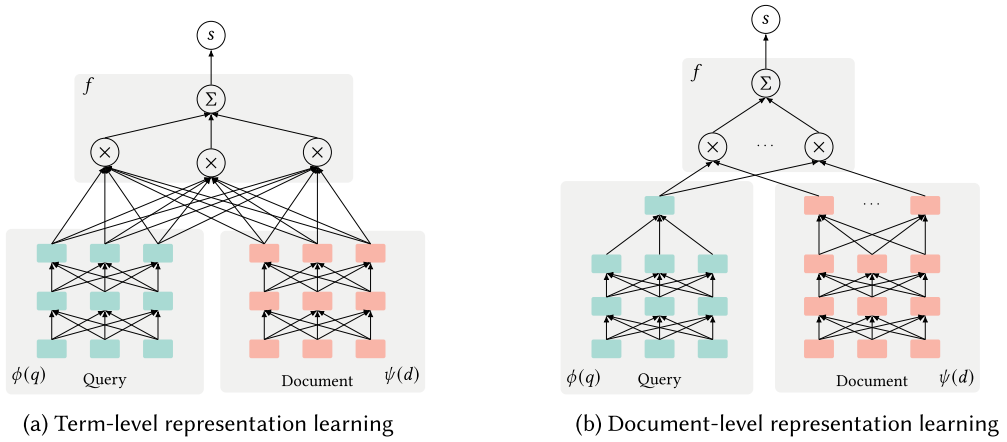 s
f
Σ
× × ×
ϕ(q) Query Document ψ(d)
(a) Term-level representation learning
s
f
Σ
× · · · ×
· · ·
ϕ(q) Query Document ψ(d)
(b) Document-level representation learning